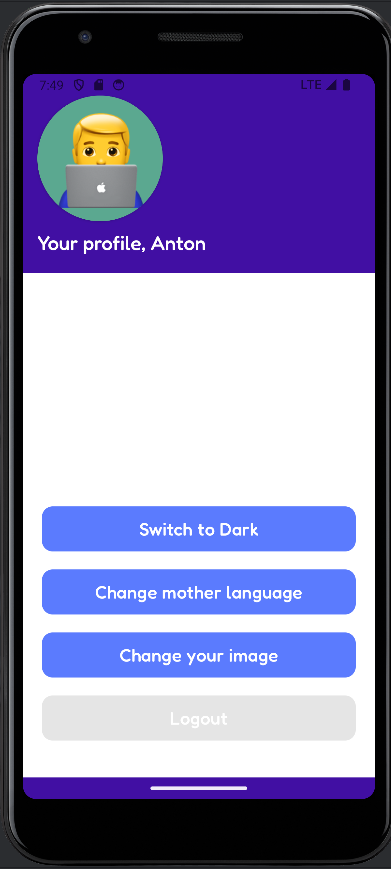 7:49
LTE
Your profile, Anton
Switch to Dark
Change mother language
Change your image
Logout